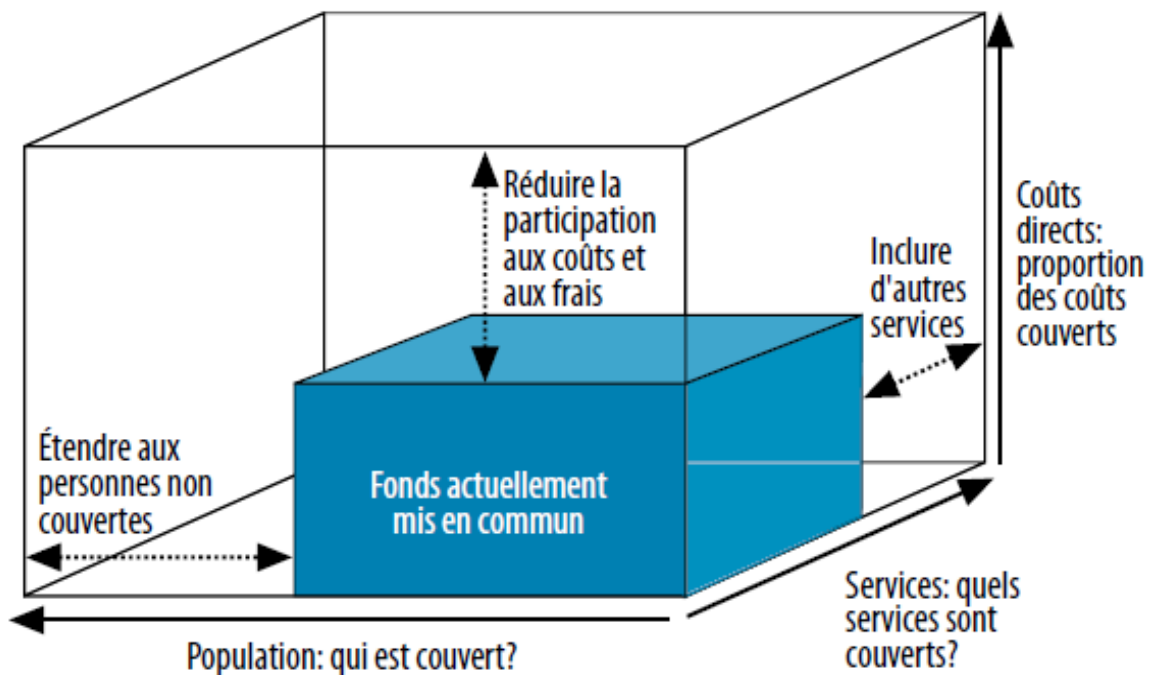 Réduire la
participation
aux coûts et
aux frais
Coûts
directs:
proportion
des coûts
couverts
Inclure
d'autres
services
Étendre aux
personnes non
couvertes
Fonds actuellement
mis en commun
Services: quels
services sont
couverts?
Population: qui est couvert?